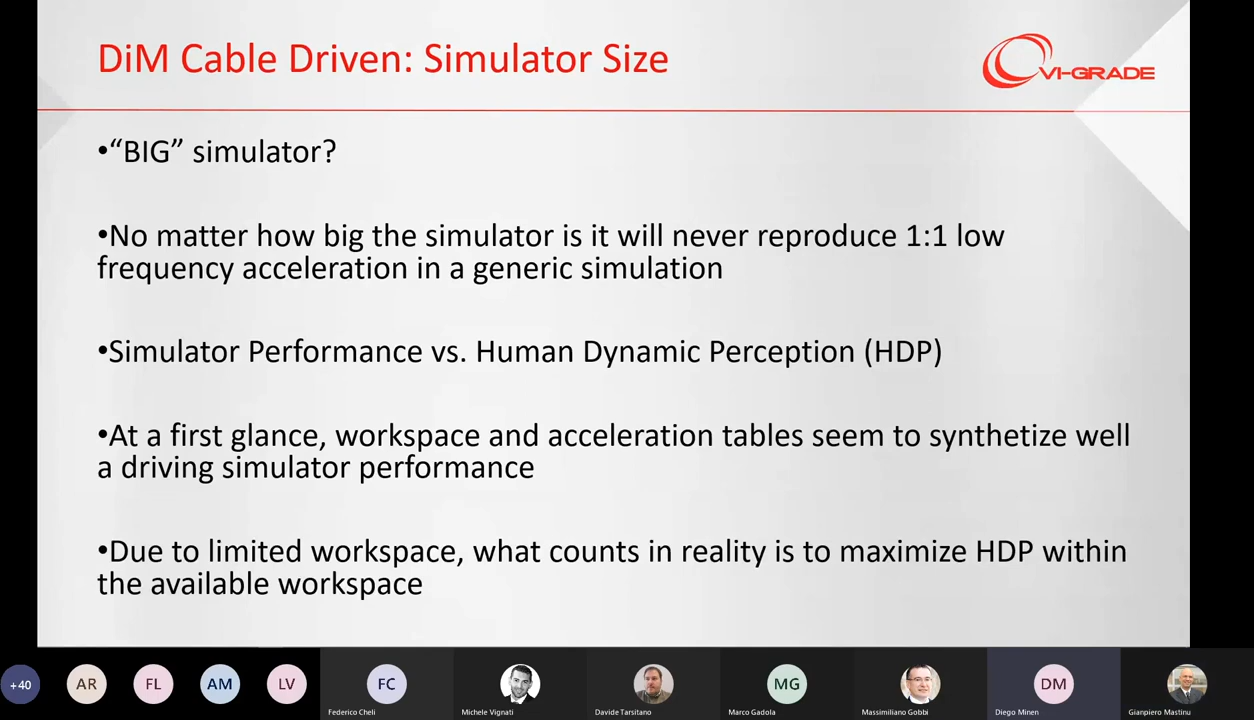 DiM Cable Driven: Simulator Size
VI-GRADE
•“BIG” simulator?
•No matter how big the simulator is it will never reproduce 1:1 low
frequency acceleration in a generic simulation
•Simulator Performance vs. Human Dynamic Perception (HDP)
•At a first glance, workspace and acceleration tables seem to synthetize well
a driving simulator performance
•Due to limited workspace, what counts in reality is to maximize HDP within
the available workspace
+40
AR
FL
AM
LV
FC
MG
DM
Federico Cheli
Michele Vignati
Davide Tarsitano
Marco Gadola
Massimiliano Gobbi
Diego Minen
Gianpiero Mastinu